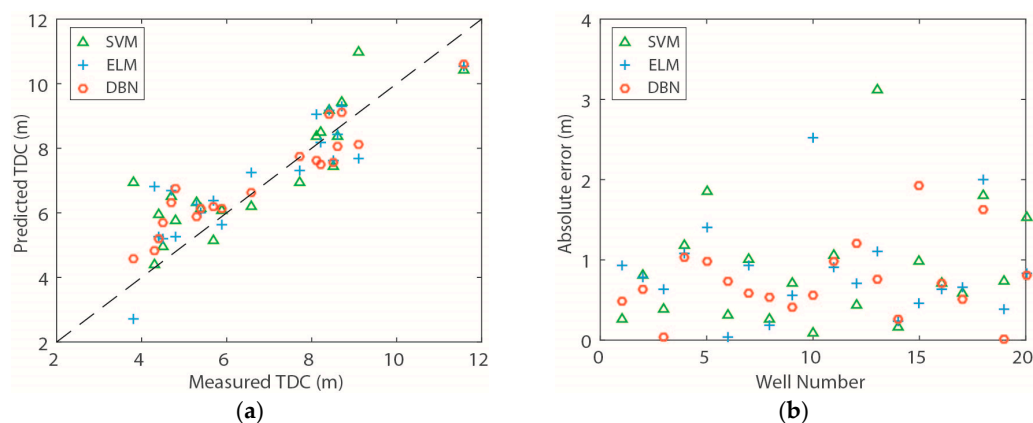 12
10
8
6
4
2
Predicted TDC (m)
SVM
ELM
DBN
2
4
6
8
10
12
Measured TDC (m)
(a)
4
3
2
1
0
Absolute error (m)
SVM
ELM
DBN
0
5
10
15
20
Well Number
(b)